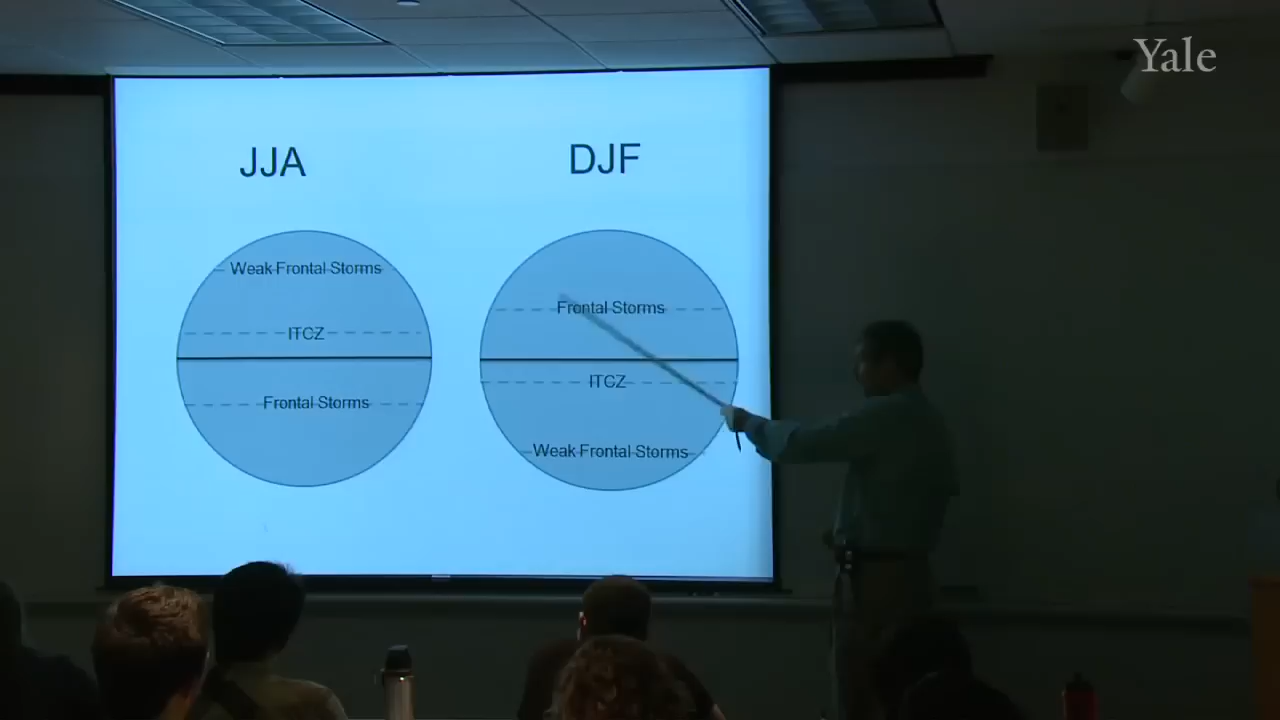 Yale
JJA
DJF
Weak Frontal Storms
ITCZ
Frontal Storms
Frontal Storms
ITCZ
Weak Frontal Storms